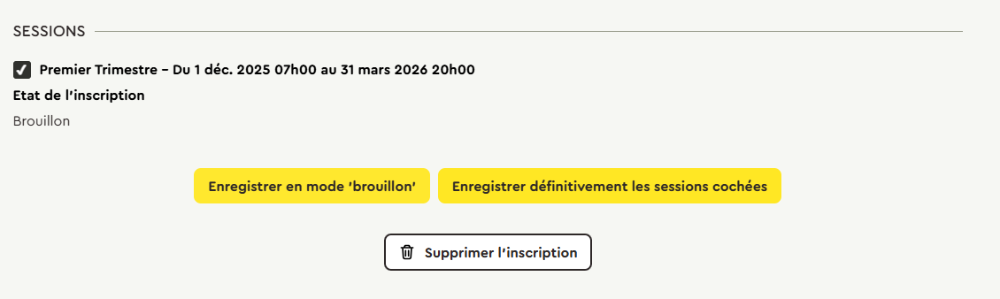 SESSIONS
Premier Trimestre - Du 1 déc. 2025 07h00 au 31 mars 2026 20h00
Etat de l'inscription
Brouillon
Enregistrer en mode 'brouillon'
Enregistrer définitivement les sessions cochées
Supprimer l'inscription